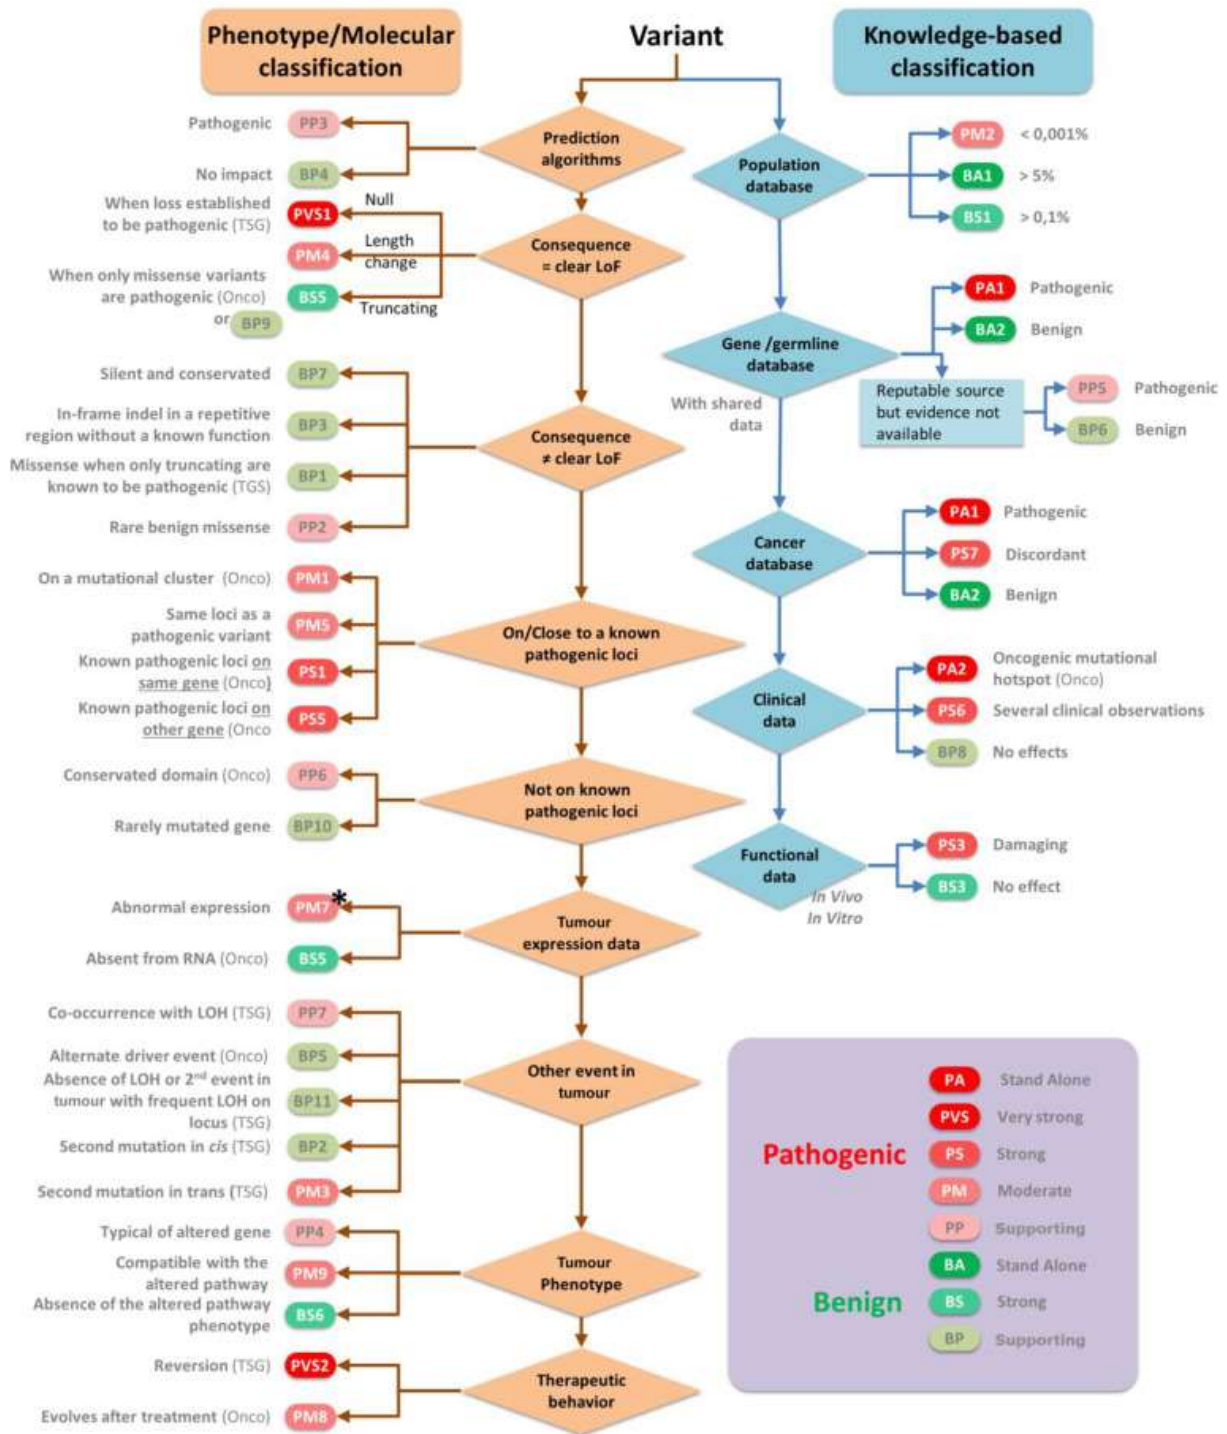 Phenotype/Molecular
classification
Variant
Knowledge-based
classification
Pathogenic PP3
No impact BP4
Prediction
algorithms
When loss established
to be pathogenic (TSG)
PVS1 Null
PM4 Length
change
When only missense variants
are pathogenic (Onco)
or BP9
BS5 Truncating
Consequence
= clear LoF
Silent and conservated BP7
In-frame indel in a repetitive
region without a known function
BP3
Missense when only truncating are
known to be pathogenic (TGS)
BP1
Rare benign missense PP2
Consequence
≠ clear LoF
On a mutational cluster (Onco) PM1
Same loci as a
pathogenic variant
PM5
Known pathogenic loci on
same gene (Onco)
PS1
Known pathogenic loci on
other gene (Onco
PS5
On/Close to a known
pathogenic loci
Conservated domain (Onco) PP6
Rarely mutated gene BP10
Not on known
pathogenic loci
Abnormal expression PM7 *
Absent from RNA (Onco) BS5
Tumour
expression data
Co-occurrence with LOH (TSG) PP7
Alternate driver event (Onco) BP5
Absence of LOH or 2nd event in
tumour with frequent LOH on
locus (TSG)
BP11
Second mutation in cis (TSG) BP2
Second mutation in trans (TSG) PM3
Other event in
tumour
Typical of altered gene PP4
Compatible with the
altered pathway
PM9
Absence of the altered pathway
phenotype
BS6
Tumour
Phenotype
Reversion (TSG) PVS2
Evolves after treatment (Onco) PM8
Therapeutic
behavior
Population
database
PM2 < 0,001%
BA1 > 5%
BS1 > 0,1%
Gene /germline
database
With shared
data
PA1 Pathogenic
BA2 Benign
Reputable source
but evidence not
available
PP5 Pathogenic
BP6 Benign
Cancer
database
PA1 Pathogenic
PS7 Discordant
BA2 Benign
Clinical
data
PA2 Oncogenic mutational
hotspot (Onco)
PS6 Several clinical observations
BP8 No effects
Functional
data
In Vivo
In Vitro
PS3 Damaging
BS3 No effect
Pathogenic
PA Stand Alone
PVS Very strong
PS Strong
PM Moderate
PP Supporting
Benign
BA Stand Alone
BS Strong
BP Supporting